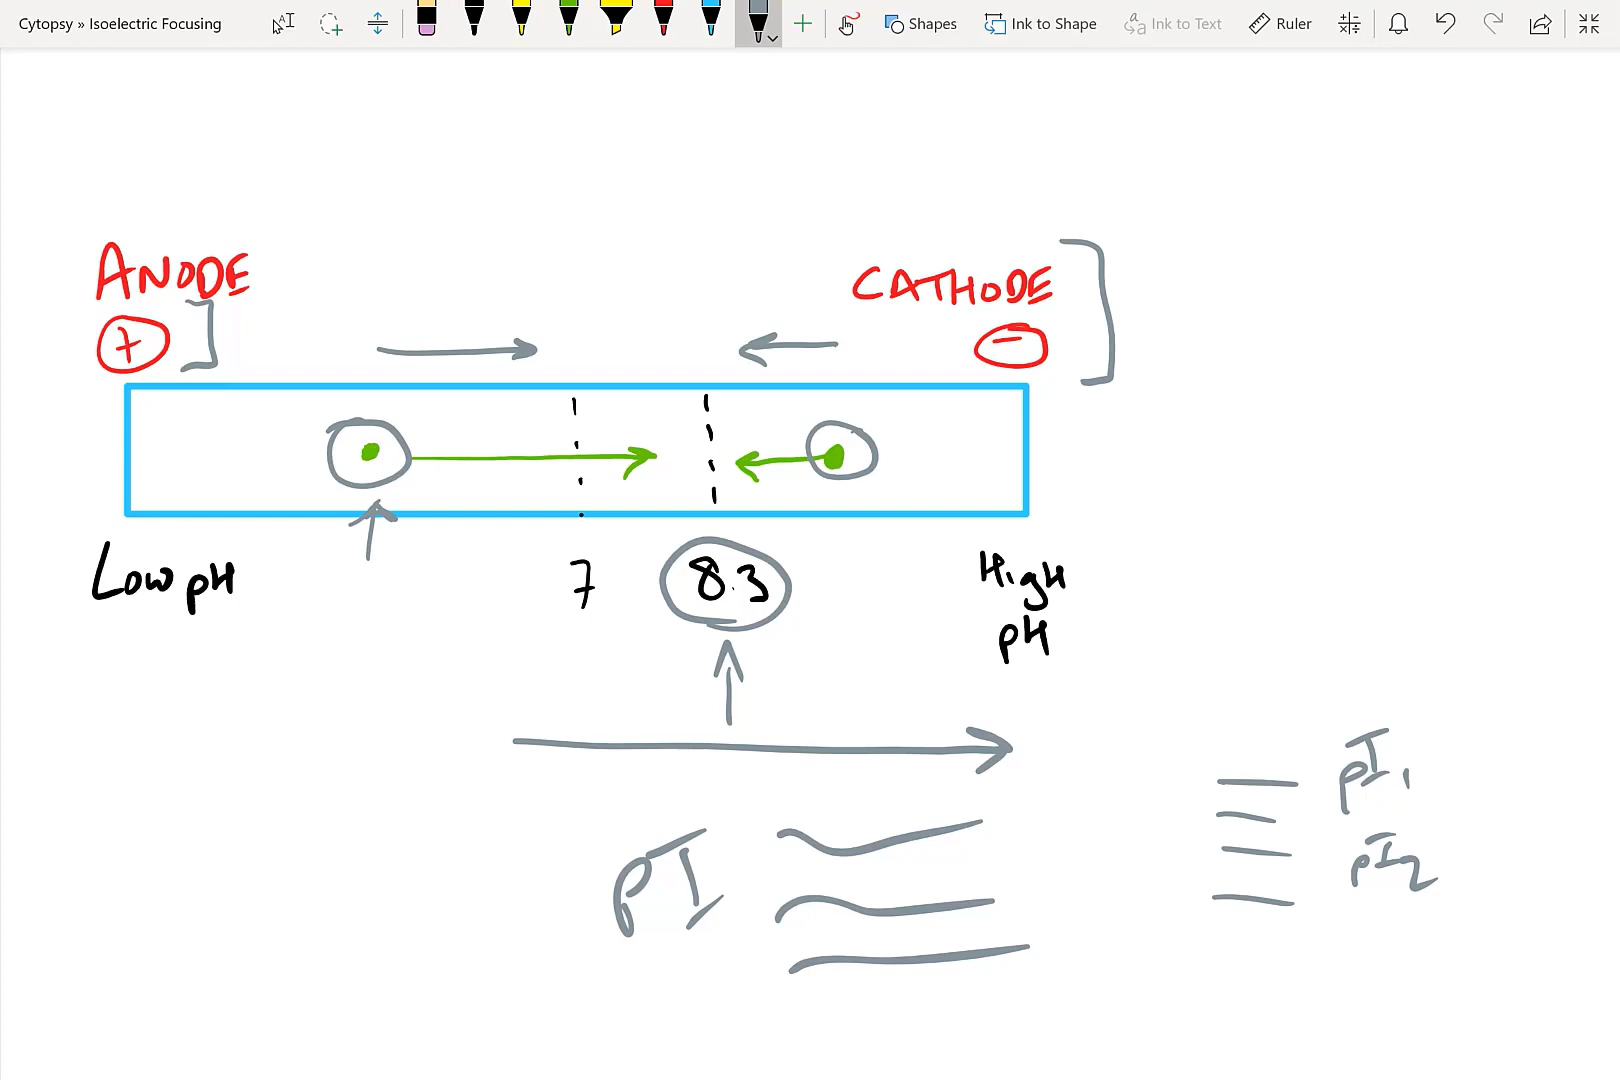 Cytopsy » Isoelectric Focusing
Shapes
Ink to Shape
Ink to Text
Ruler
ANODE
+
CATHODE
−
Low pH
7
8.3
High
pH
pI
pI1
pI2